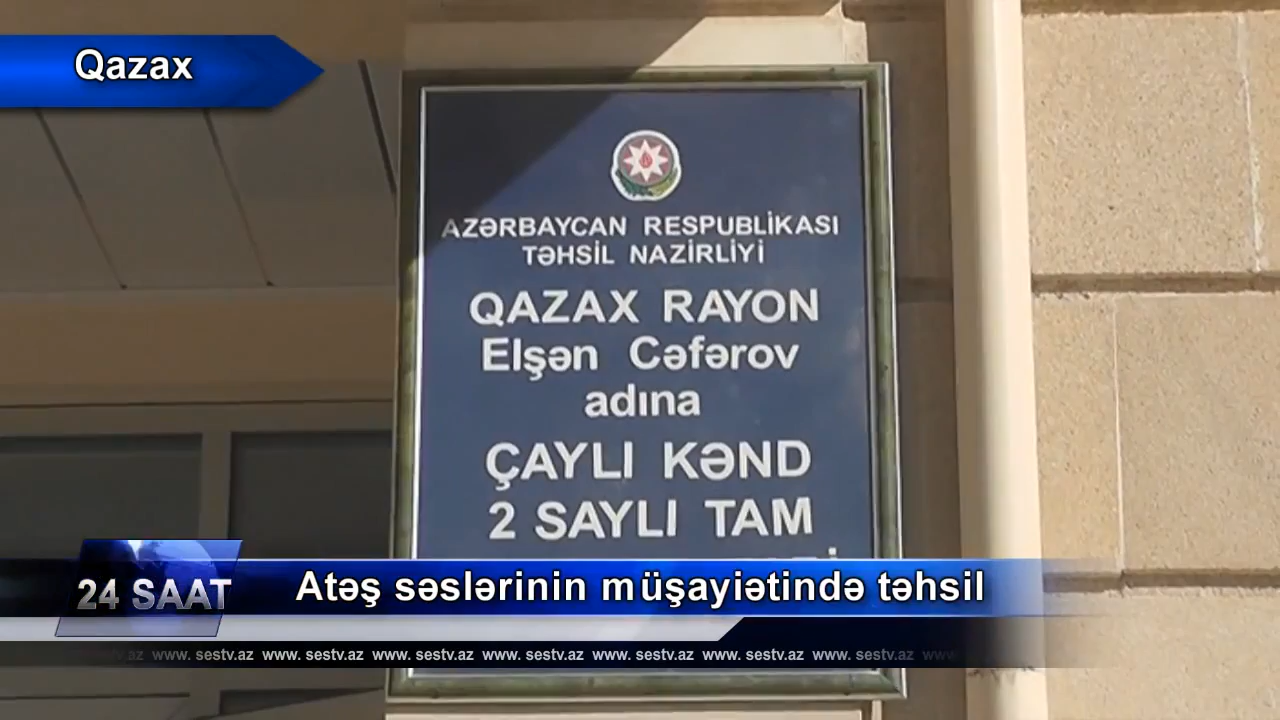 Qazax
AZƏRBAYCAN RESPUBLİKASI
TƏHSİL NAZİRLİYİ
QAZAX RAYON
Elşən Cəfərov
adına
ÇAYLI KƏND
2 SAYLI TAM
24 SAAT
Atəş səslərinin müşayiətində təhsil
sestv.az www. sestv.az www. sestv.az www. sestv.az www. sestv.az www. sestv.az www. sestv.az www. sestv.az